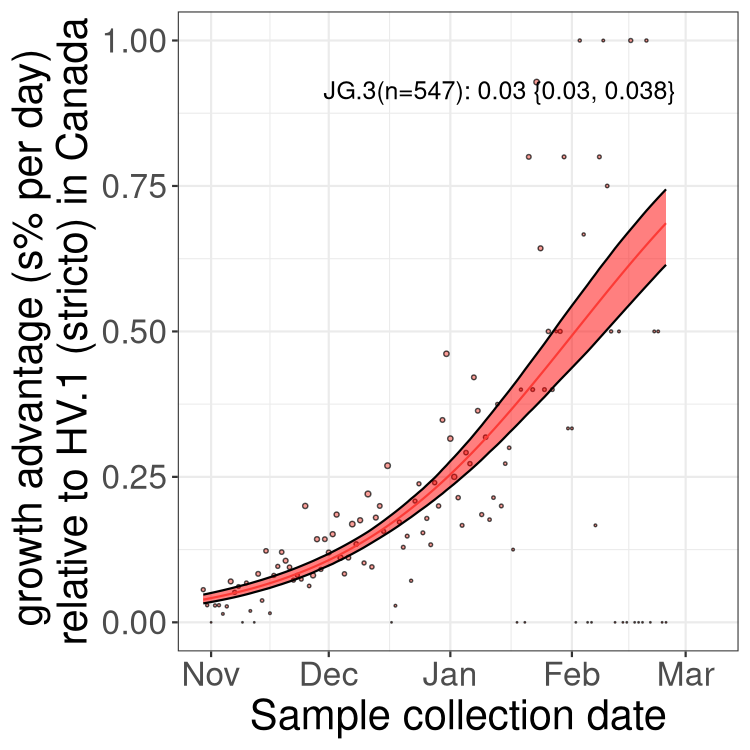 growth advantage (s% per day)
relative to HV.1 (stricto) in Canada
1.00
0.75
0.50
0.25
0.00
JG.3(n=547): 0.03 {0.03, 0.038}
Nov Dec Jan Feb Mar
Sample collection date